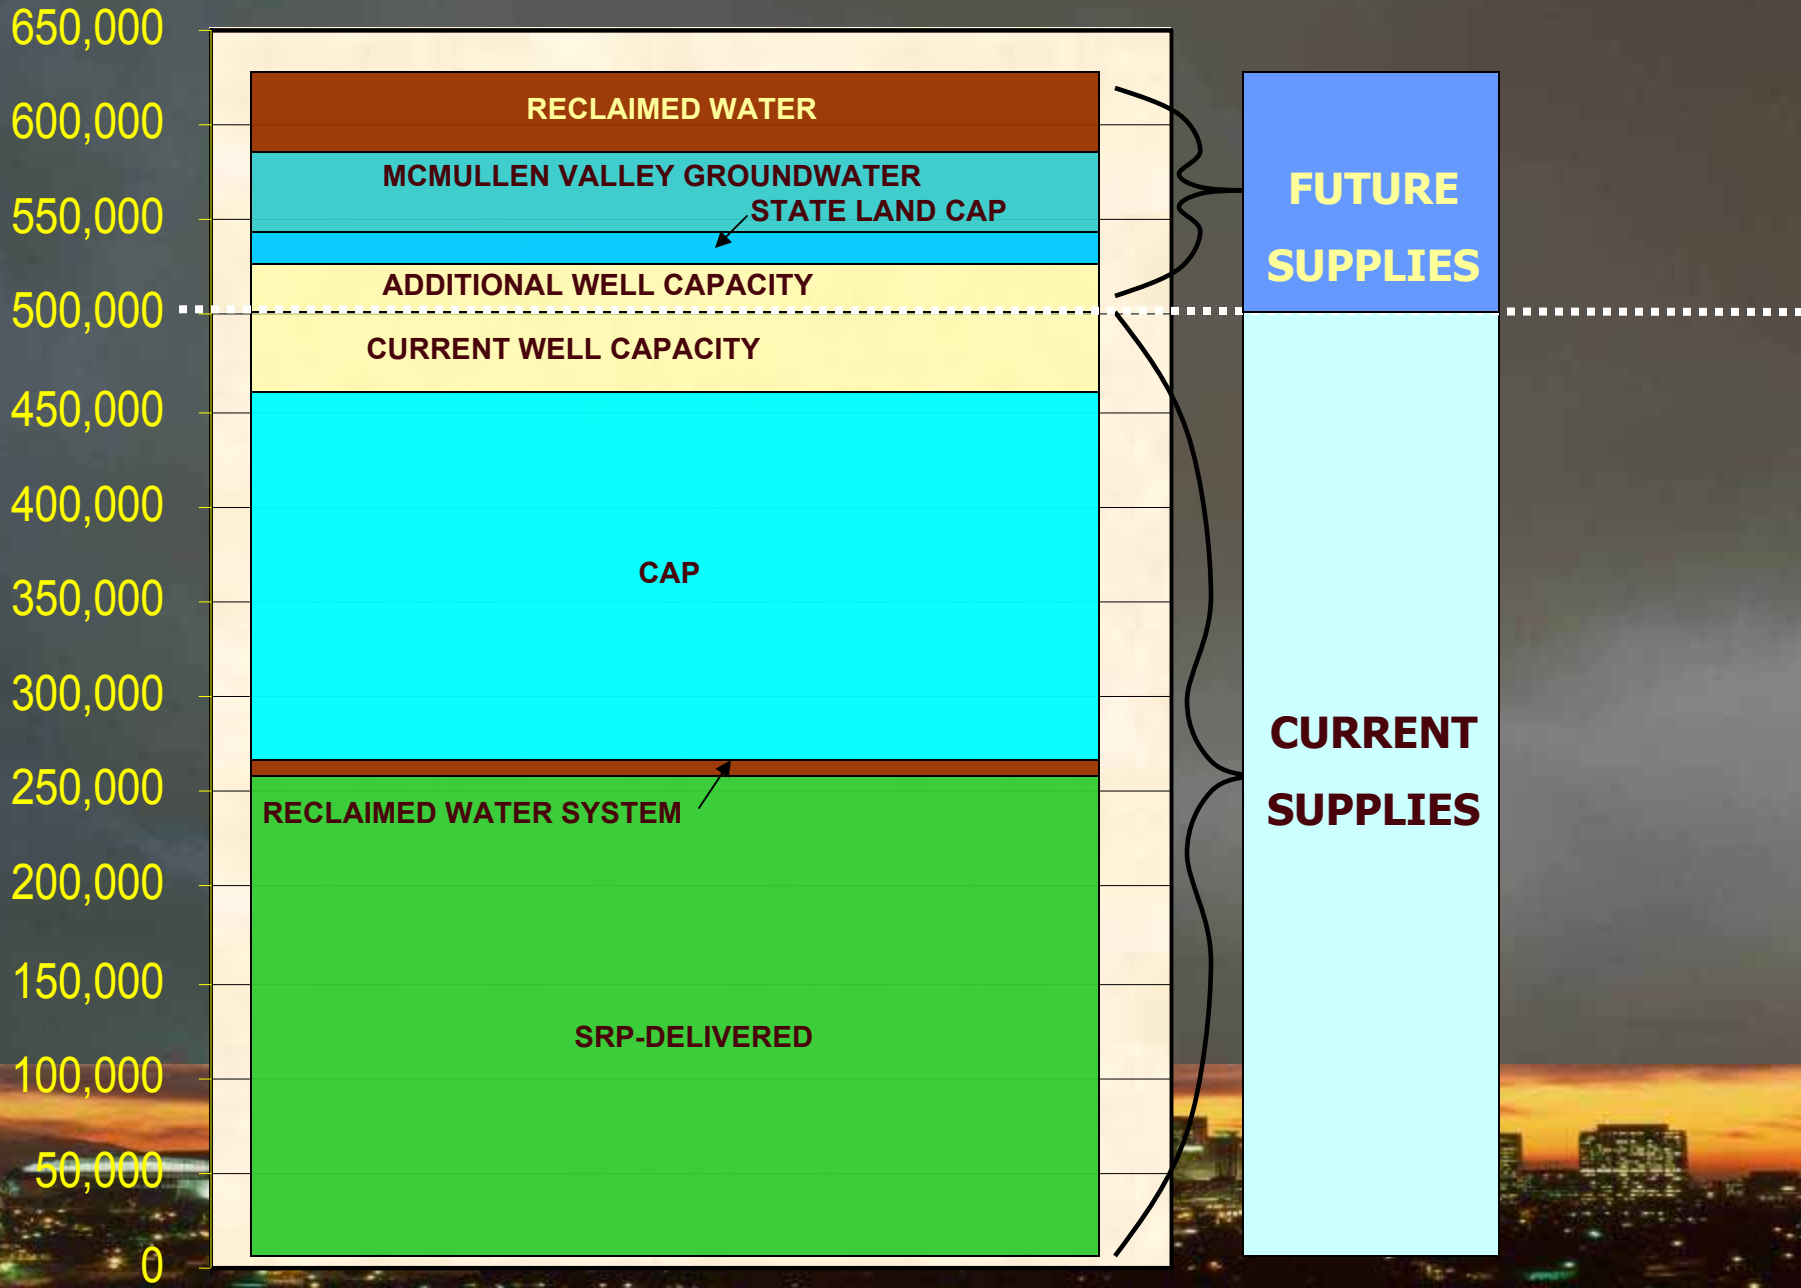 650,000
600,000
550,000
500,000
450,000
400,000
350,000
300,000
250,000
200,000
150,000
100,000
50,000
0
RECLAIMED WATER
MCMULLEN VALLEY GROUNDWATER
STATE LAND CAP
ADDITIONAL WELL CAPACITY
CURRENT WELL CAPACITY
CAP
RECLAIMED WATER SYSTEM
SRP-DELIVERED
FUTURE
SUPPLIES
CURRENT
SUPPLIES